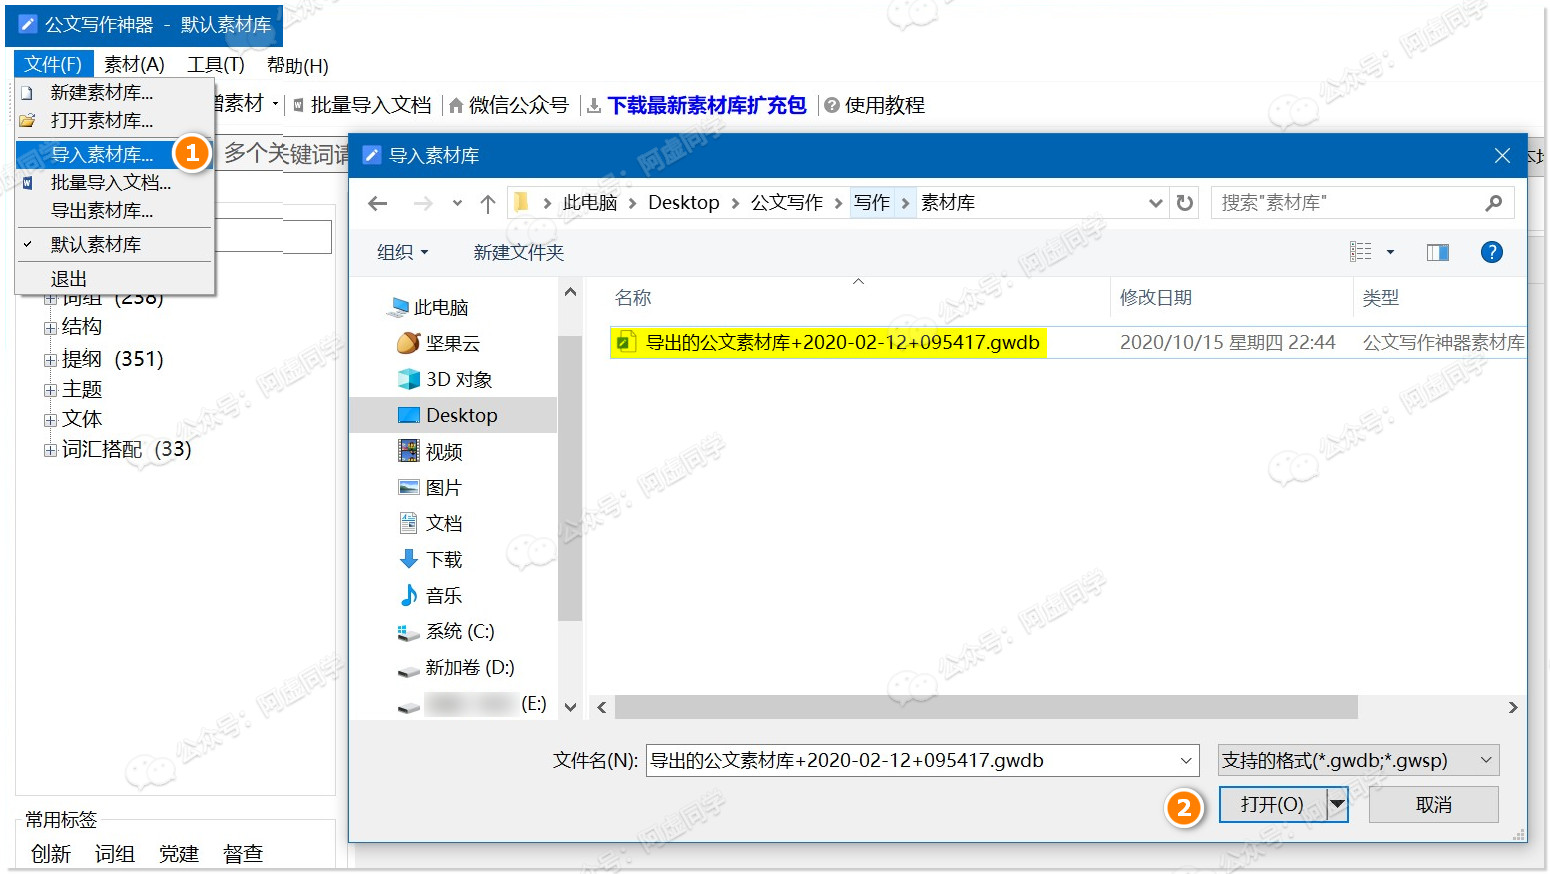 公文写作神器 - 默认素材库
文件(F) 素材(A) 工具(T) 帮助(H)
增素材 批量导入文档 微信公众号 下载最新素材库扩充包 使用教程
新建素材库...
打开素材库...
导入素材库...
1
多个关键词请
批量导入文档...
导出素材库...
默认素材库
退出
词组 (238)
结构
提纲 (351)
主题
文体
词汇搭配 (33)
常用标签
创新 词组 党建 督查
导入素材库
此电脑 > Desktop > 公文写作 > 写作 > 素材库
搜索"素材库"
组织 新建文件夹
此电脑
坚果云
3D 对象
Desktop
视频
图片
文档
下载
音乐
系统 (C:)
新加卷 (D:)
(E:)
名称 修改日期 类型
导出的公文素材库+2020-02-12+095417.gwdb 2020/10/15 星期四 22:44 公文写作神器素材库
文件名(N): 导出的公文素材库+2020-02-12+095417.gwdb 支持的格式(*.gwdb;*.gwsp)
2
打开(O) 取消
公众号：阿虚同学